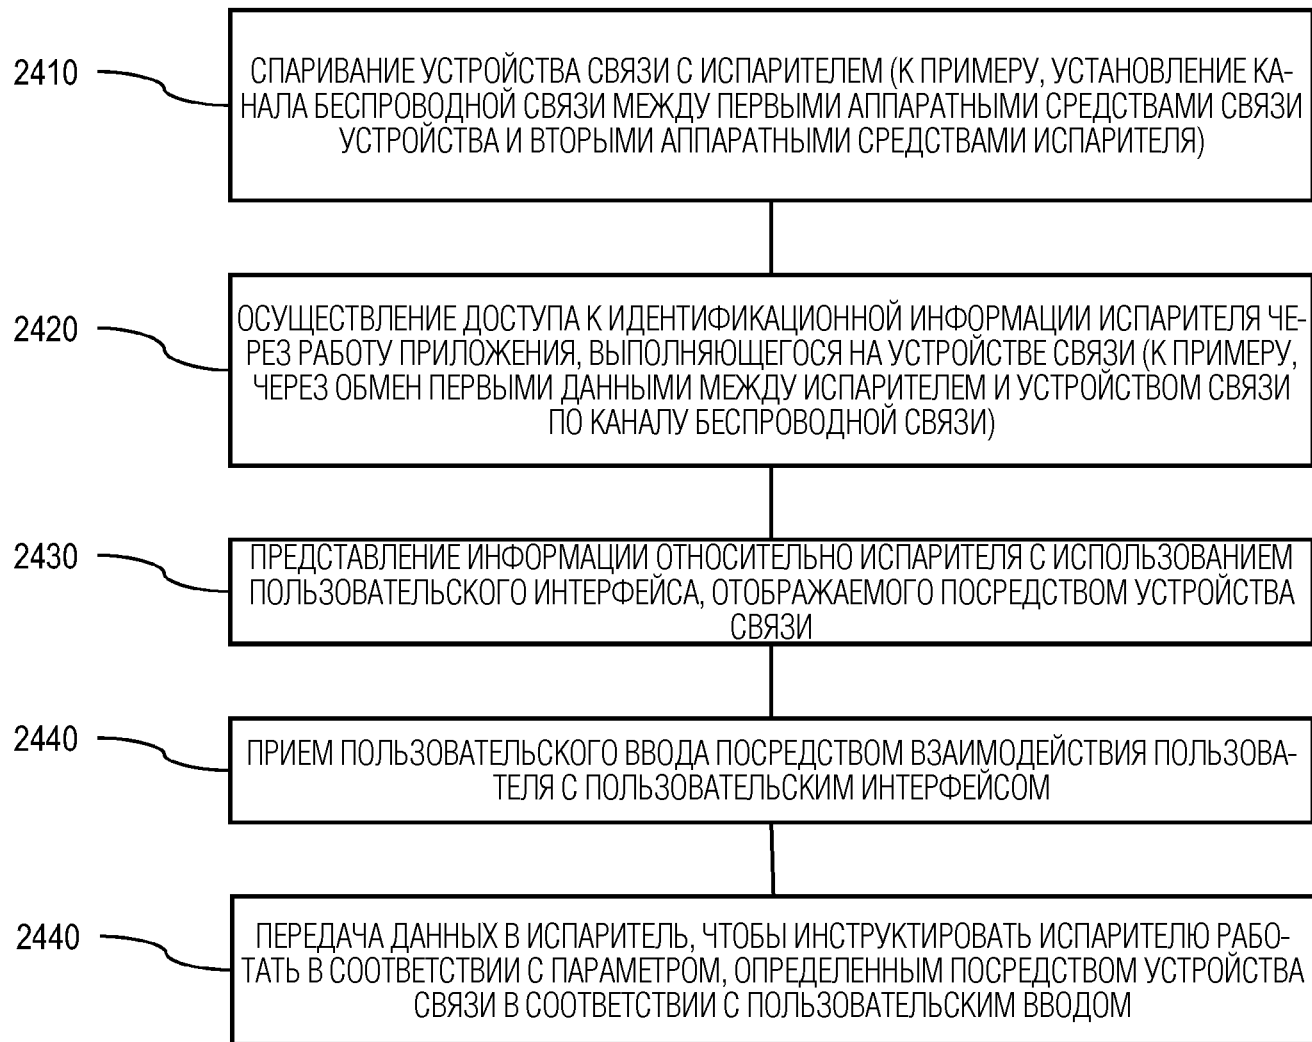 2410
СПАРИВАНИЕ УСТРОЙСТВА СВЯЗИ С ИСПАРИТЕЛЕМ (К ПРИМЕРУ, УСТАНОВЛЕНИЕ КА-
НАЛА БЕСПРОВОДНОЙ СВЯЗИ МЕЖДУ ПЕРВЫМИ АППАРАТНЫМИ СРЕДСТВАМИ СВЯЗИ
УСТРОЙСТВА И ВТОРЫМИ АППАРАТНЫМИ СРЕДСТВАМИ ИСПАРИТЕЛЯ)
2420
ОСУЩЕСТВЛЕНИЕ ДОСТУПА К ИДЕНТИФИКАЦИОННОЙ ИНФОРМАЦИИ ИСПАРИТЕЛЯ ЧЕ-
РЕЗ РАБОТУ ПРИЛОЖЕНИЯ, ВЫПОЛНЯЮЩЕГОСЯ НА УСТРОЙСТВЕ СВЯЗИ (К ПРИМЕРУ,
ЧЕРЕЗ ОБМЕН ПЕРВЫМИ ДАННЫМИ МЕЖДУ ИСПАРИТЕЛЕМ И УСТРОЙСТВОМ СВЯЗИ
ПО КАНАЛУ БЕСПРОВОДНОЙ СВЯЗИ)
2430
ПРЕДСТАВЛЕНИЕ ИНФОРМАЦИИ ОТНОСИТЕЛЬНО ИСПАРИТЕЛЯ С ИСПОЛЬЗОВАНИЕМ
ПОЛЬЗОВАТЕЛЬСКОГО ИНТЕРФЕЙСА, ОТОБРАЖАЕМОГО ПОСРЕДСТВОМ УСТРОЙСТВА
СВЯЗИ
2440
ПРИЕМ ПОЛЬЗОВАТЕЛЬСКОГО ВВОДА ПОСРЕДСТВОМ ВЗАИМОДЕЙСТВИЯ ПОЛЬЗОВА-
ТЕЛЯ С ПОЛЬЗОВАТЕЛЬСКИМ ИНТЕРФЕЙСОМ
2440
ПЕРЕДАЧА ДАННЫХ В ИСПАРИТЕЛЬ, ЧТОБЫ ИНСТРУКТИРОВАТЬ ИСПАРИТЕЛЮ РАБО-
ТАТЬ В СООТВЕТСТВИИ С ПАРАМЕТРОМ, ОПРЕДЕЛЕННЫМ ПОСРЕДСТВОМ УСТРОЙСТВА
СВЯЗИ В СООТВЕТСТВИИ С ПОЛЬЗОВАТЕЛЬСКИМ ВВОДОМ